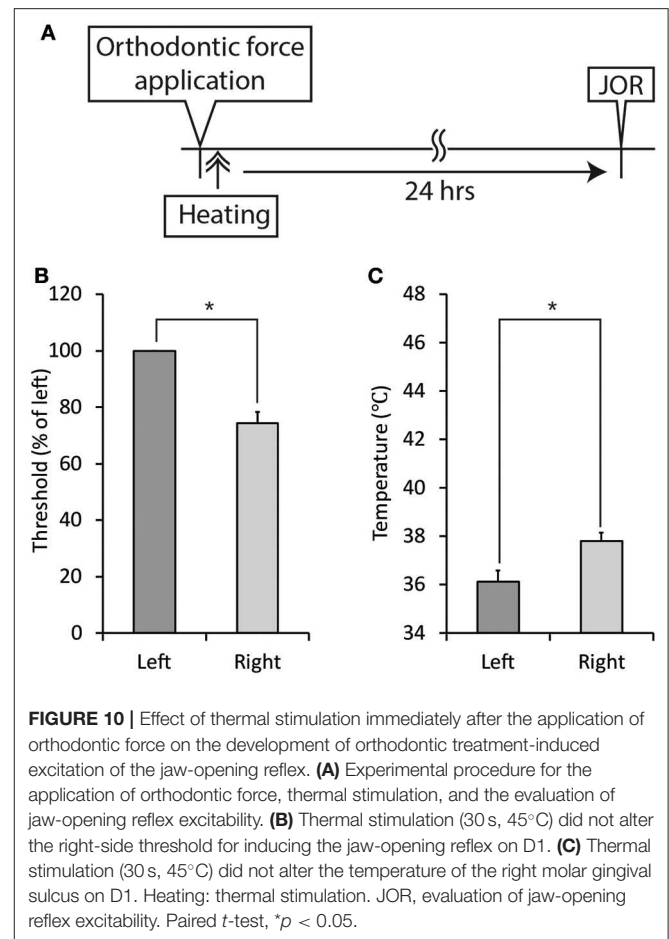 A
Orthodontic force
application
JOR
24 hrs
Heating
B
120
100
80
60
40
20
0
Threshold (% of left)
*
Left
Right
C
48
46
44
42
40
38
36
34
Temperature (°C)
*
Left
Right
FIGURE 10 | Effect of thermal stimulation immediately after the application of
orthodontic force on the development of orthodontic treatment-induced
excitation of the jaw-opening reflex. (A) Experimental procedure for the
application of orthodontic force, thermal stimulation, and the evaluation of
jaw-opening reflex excitability. (B) Thermal stimulation (30 s, 45°C) did not alter
the right-side threshold for inducing the jaw-opening reflex on D1. (C) Thermal
stimulation (30 s, 45°C) did not alter the temperature of the right molar gingival
sulcus on D1. Heating: thermal stimulation. JOR, evaluation of jaw-opening
reflex excitability. Paired t-test, *p < 0.05.